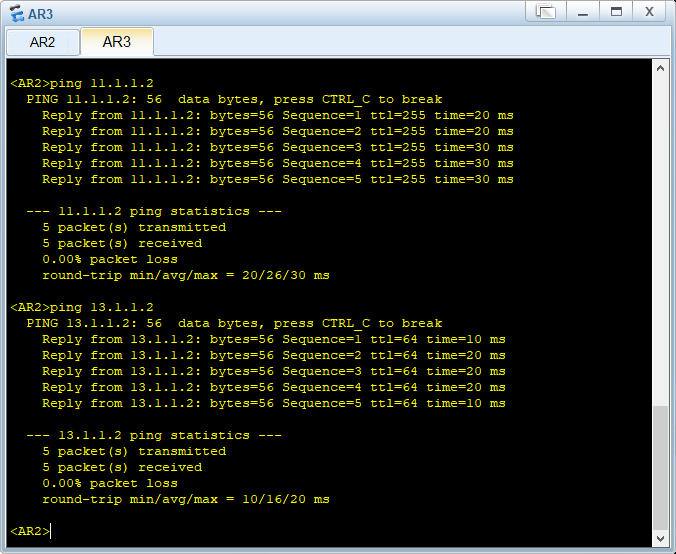 AR3
X
AR2
AR3
<AR2>ping 11.1.1.2
PING 11.1.1.2: 56  data bytes, press CTRL_C to break
Reply from 11.1.1.2: bytes=56 Sequence=1 ttl=255 time=20 ms
Reply from 11.1.1.2: bytes=56 Sequence=2 ttl=255 time=20 ms
Reply from 11.1.1.2: bytes=56 Sequence=3 ttl=255 time=30 ms
Reply from 11.1.1.2: bytes=56 Sequence=4 ttl=255 time=30 ms
Reply from 11.1.1.2: bytes=56 Sequence=5 ttl=255 time=30 ms
--- 11.1.1.2 ping statistics ---
5 packet(s) transmitted
5 packet(s) received
0.00% packet loss
round-trip min/avg/max = 20/26/30 ms
<AR2>ping 13.1.1.2
PING 13.1.1.2: 56  data bytes, press CTRL_C to break
Reply from 13.1.1.2: bytes=56 Sequence=1 ttl=64 time=10 ms
Reply from 13.1.1.2: bytes=56 Sequence=2 ttl=64 time=20 ms
Reply from 13.1.1.2: bytes=56 Sequence=3 ttl=64 time=20 ms
Reply from 13.1.1.2: bytes=56 Sequence=4 ttl=64 time=20 ms
Reply from 13.1.1.2: bytes=56 Sequence=5 ttl=64 time=10 ms
--- 13.1.1.2 ping statistics ---
5 packet(s) transmitted
5 packet(s) received
0.00% packet loss
round-trip min/avg/max = 10/16/20 ms
<AR2>